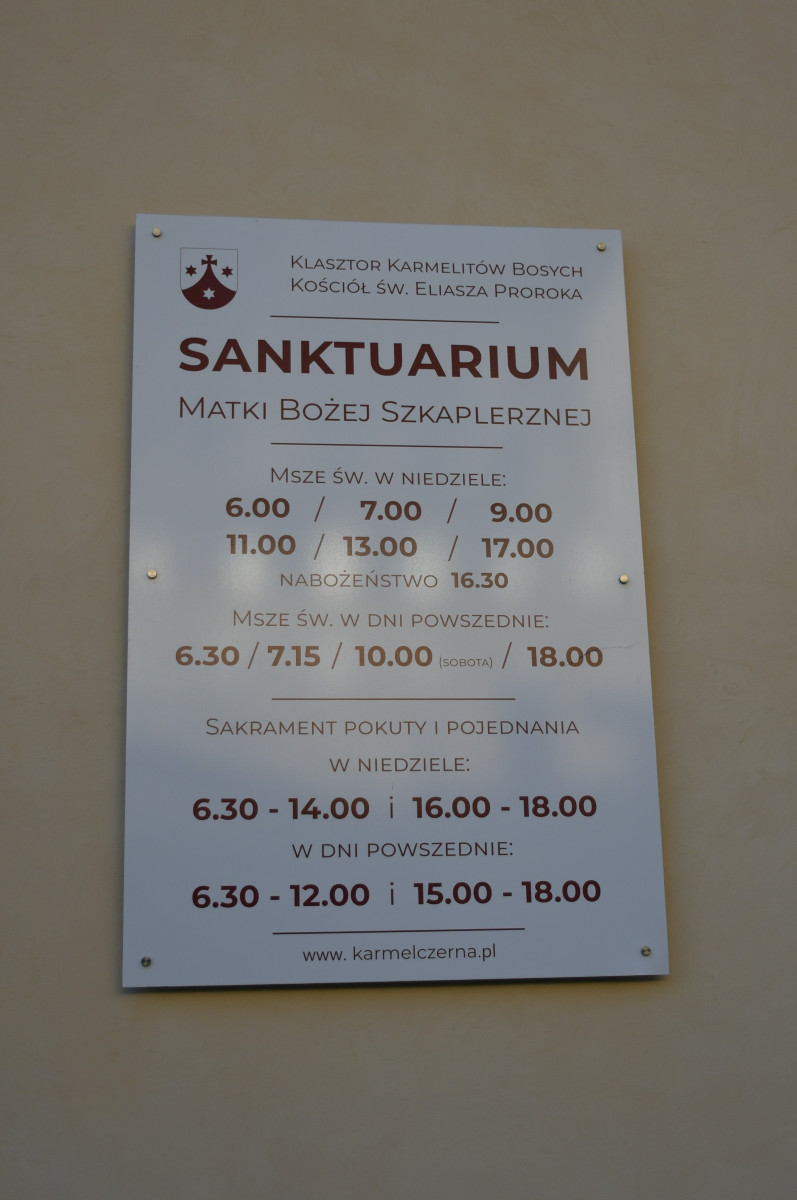 Klasztor Karmelitów Bosych
Kościół św. Eliasza Proroka
SANKTUARIUM
Matki Bożej Szkaplerznej
Msze św. w niedziele:
6.00 / 7.00 / 9.00
11.00 / 13.00 / 17.00
nabożeństwo 16.30
Msze św. w dni powszednie:
6.30 / 7.15 / 10.00 (sobota) / 18.00
Sakrament pokuty i pojednania
w niedziele:
6.30 - 14.00 i 16.00 - 18.00
w dni powszednie:
6.30 - 12.00 i 15.00 - 18.00
www. karmelczerna.pl